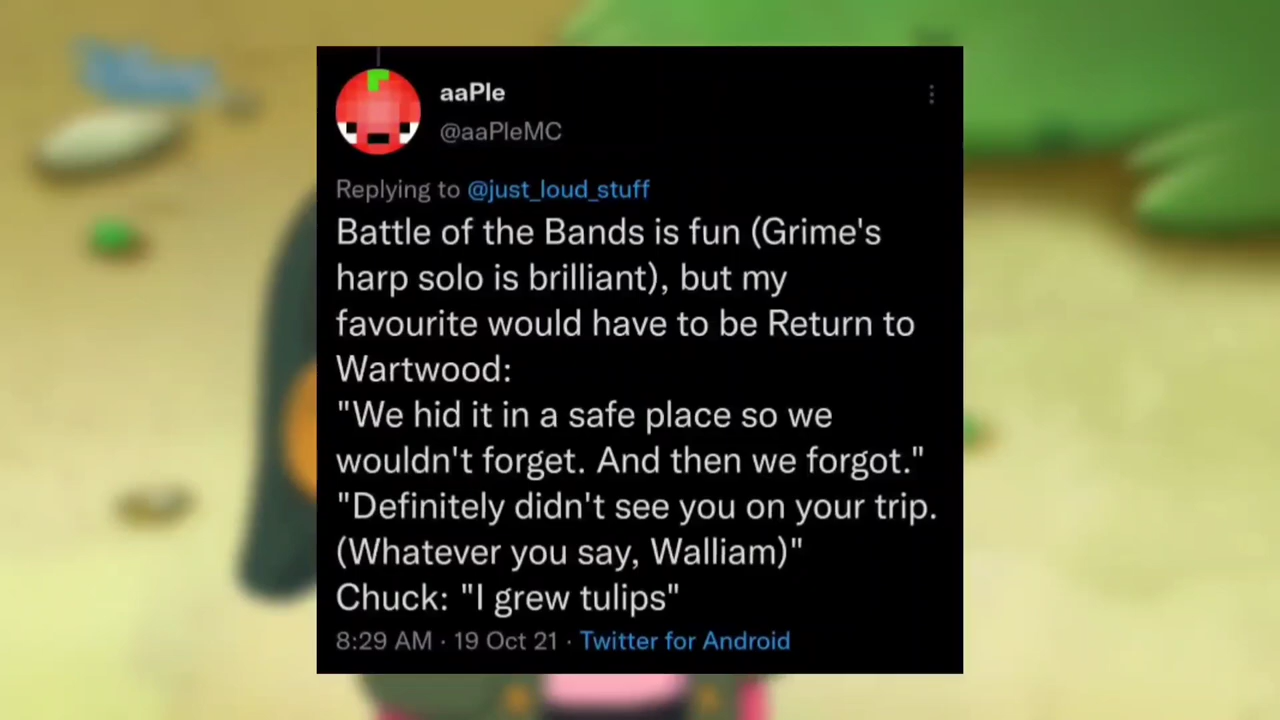 aaPle
@aaPleMC
Replying to @just_loud_stuff
Battle of the Bands is fun (Grime's
harp solo is brilliant), but my
favourite would have to be Return to
Wartwood:
"We hid it in a safe place so we
wouldn't forget. And then we forgot."
"Definitely didn't see you on your trip.
(Whatever you say, Walliam)"
Chuck: "I grew tulips"
8:29 AM · 19 Oct 21 · Twitter for Android